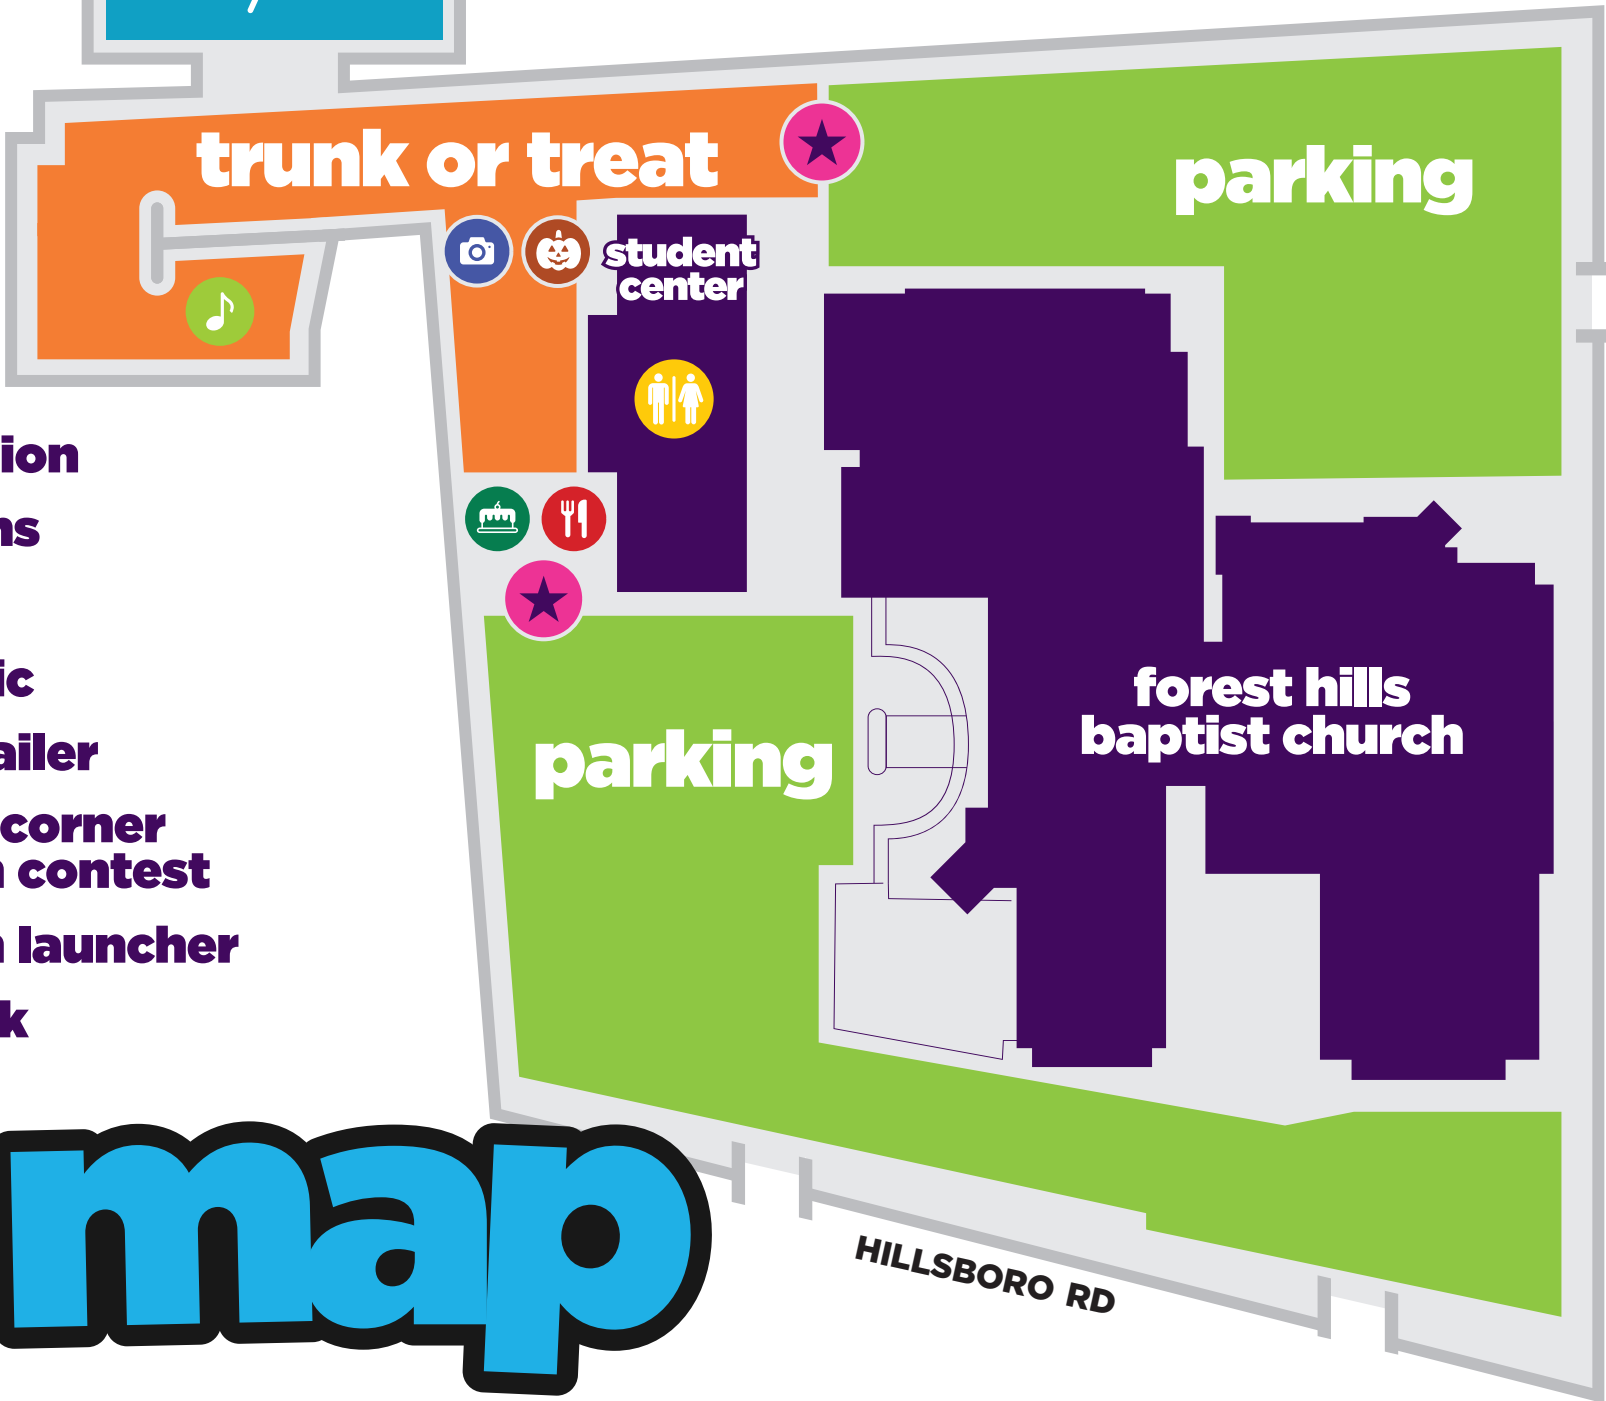 trunk or treat
parking
student
center
ion
ns
ic
ailer
corner
contest
launcher
k
parking
forest hills
baptist church
map
HILLSBORO RD